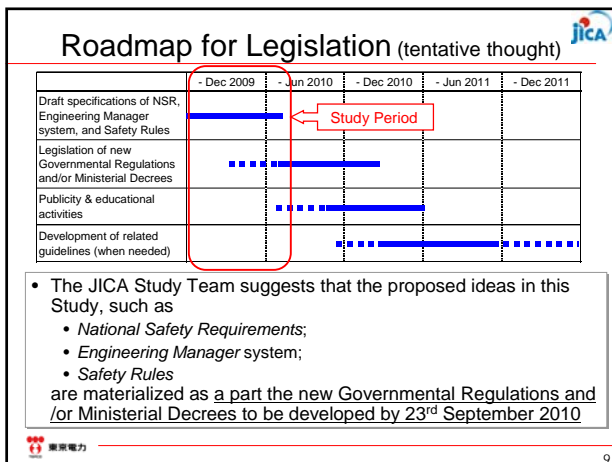 Roadmap for Legislation (tentative thought)
jICA
- Dec 2009 - Jun 2010 - Dec 2010 - Jun 2011 - Dec 2011
Draft specifications of NSR,
Engineering Manager
system, and Safety Rules
Study Period
Legislation of new
Governmental Regulations
and/or Ministerial Decrees
Publicity & educational
activities
Development of related
guidelines (when needed)
• The JICA Study Team suggests that the proposed ideas in this
Study, such as
• National Safety Requirements;
• Engineering Manager system;
• Safety Rules
are materialized as a part the new Governmental Regulations and
/or Ministerial Decrees to be developed by 23rd September 2010
東京電力
9